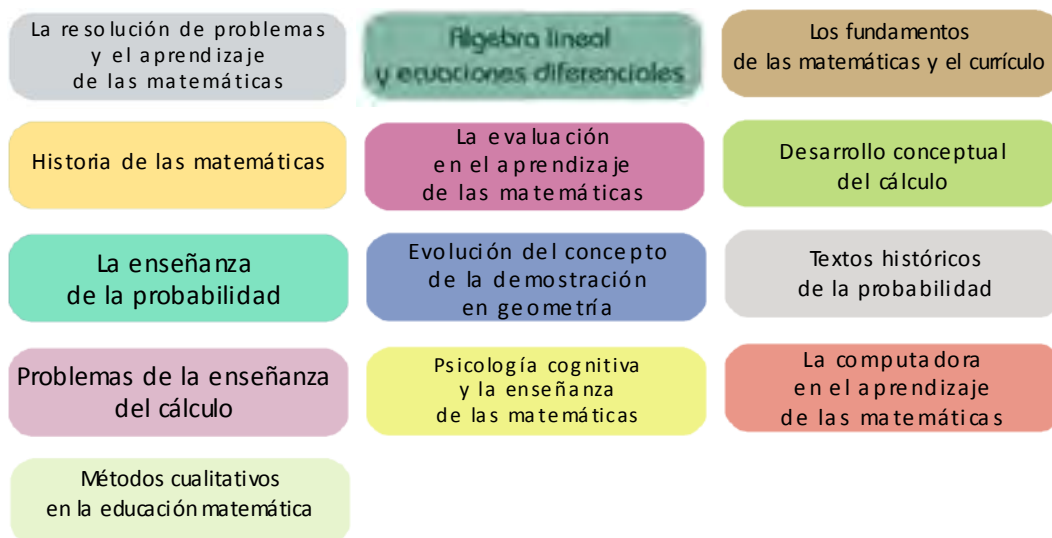 La resolución de problemas
y el aprendizaje
de las matemáticas
Álgebra lineal
y ecuaciones diferenciales
Los fundamentos
de las matemáticas y el currículo
Historia de las matemáticas
La evaluación
en el aprendizaje
de las matemáticas
Desarrollo conceptual
del cálculo
La enseñanza
de la probabilidad
Evolución del concepto
de la demostración
en geometría
Textos históricos
de la probabilidad
Problemas de la enseñanza
del cálculo
Psicología cognitiva
y la enseñanza
de las matemáticas
La computadora
en el aprendizaje
de las matemáticas
Métodos cualitativos
en la educación matemática